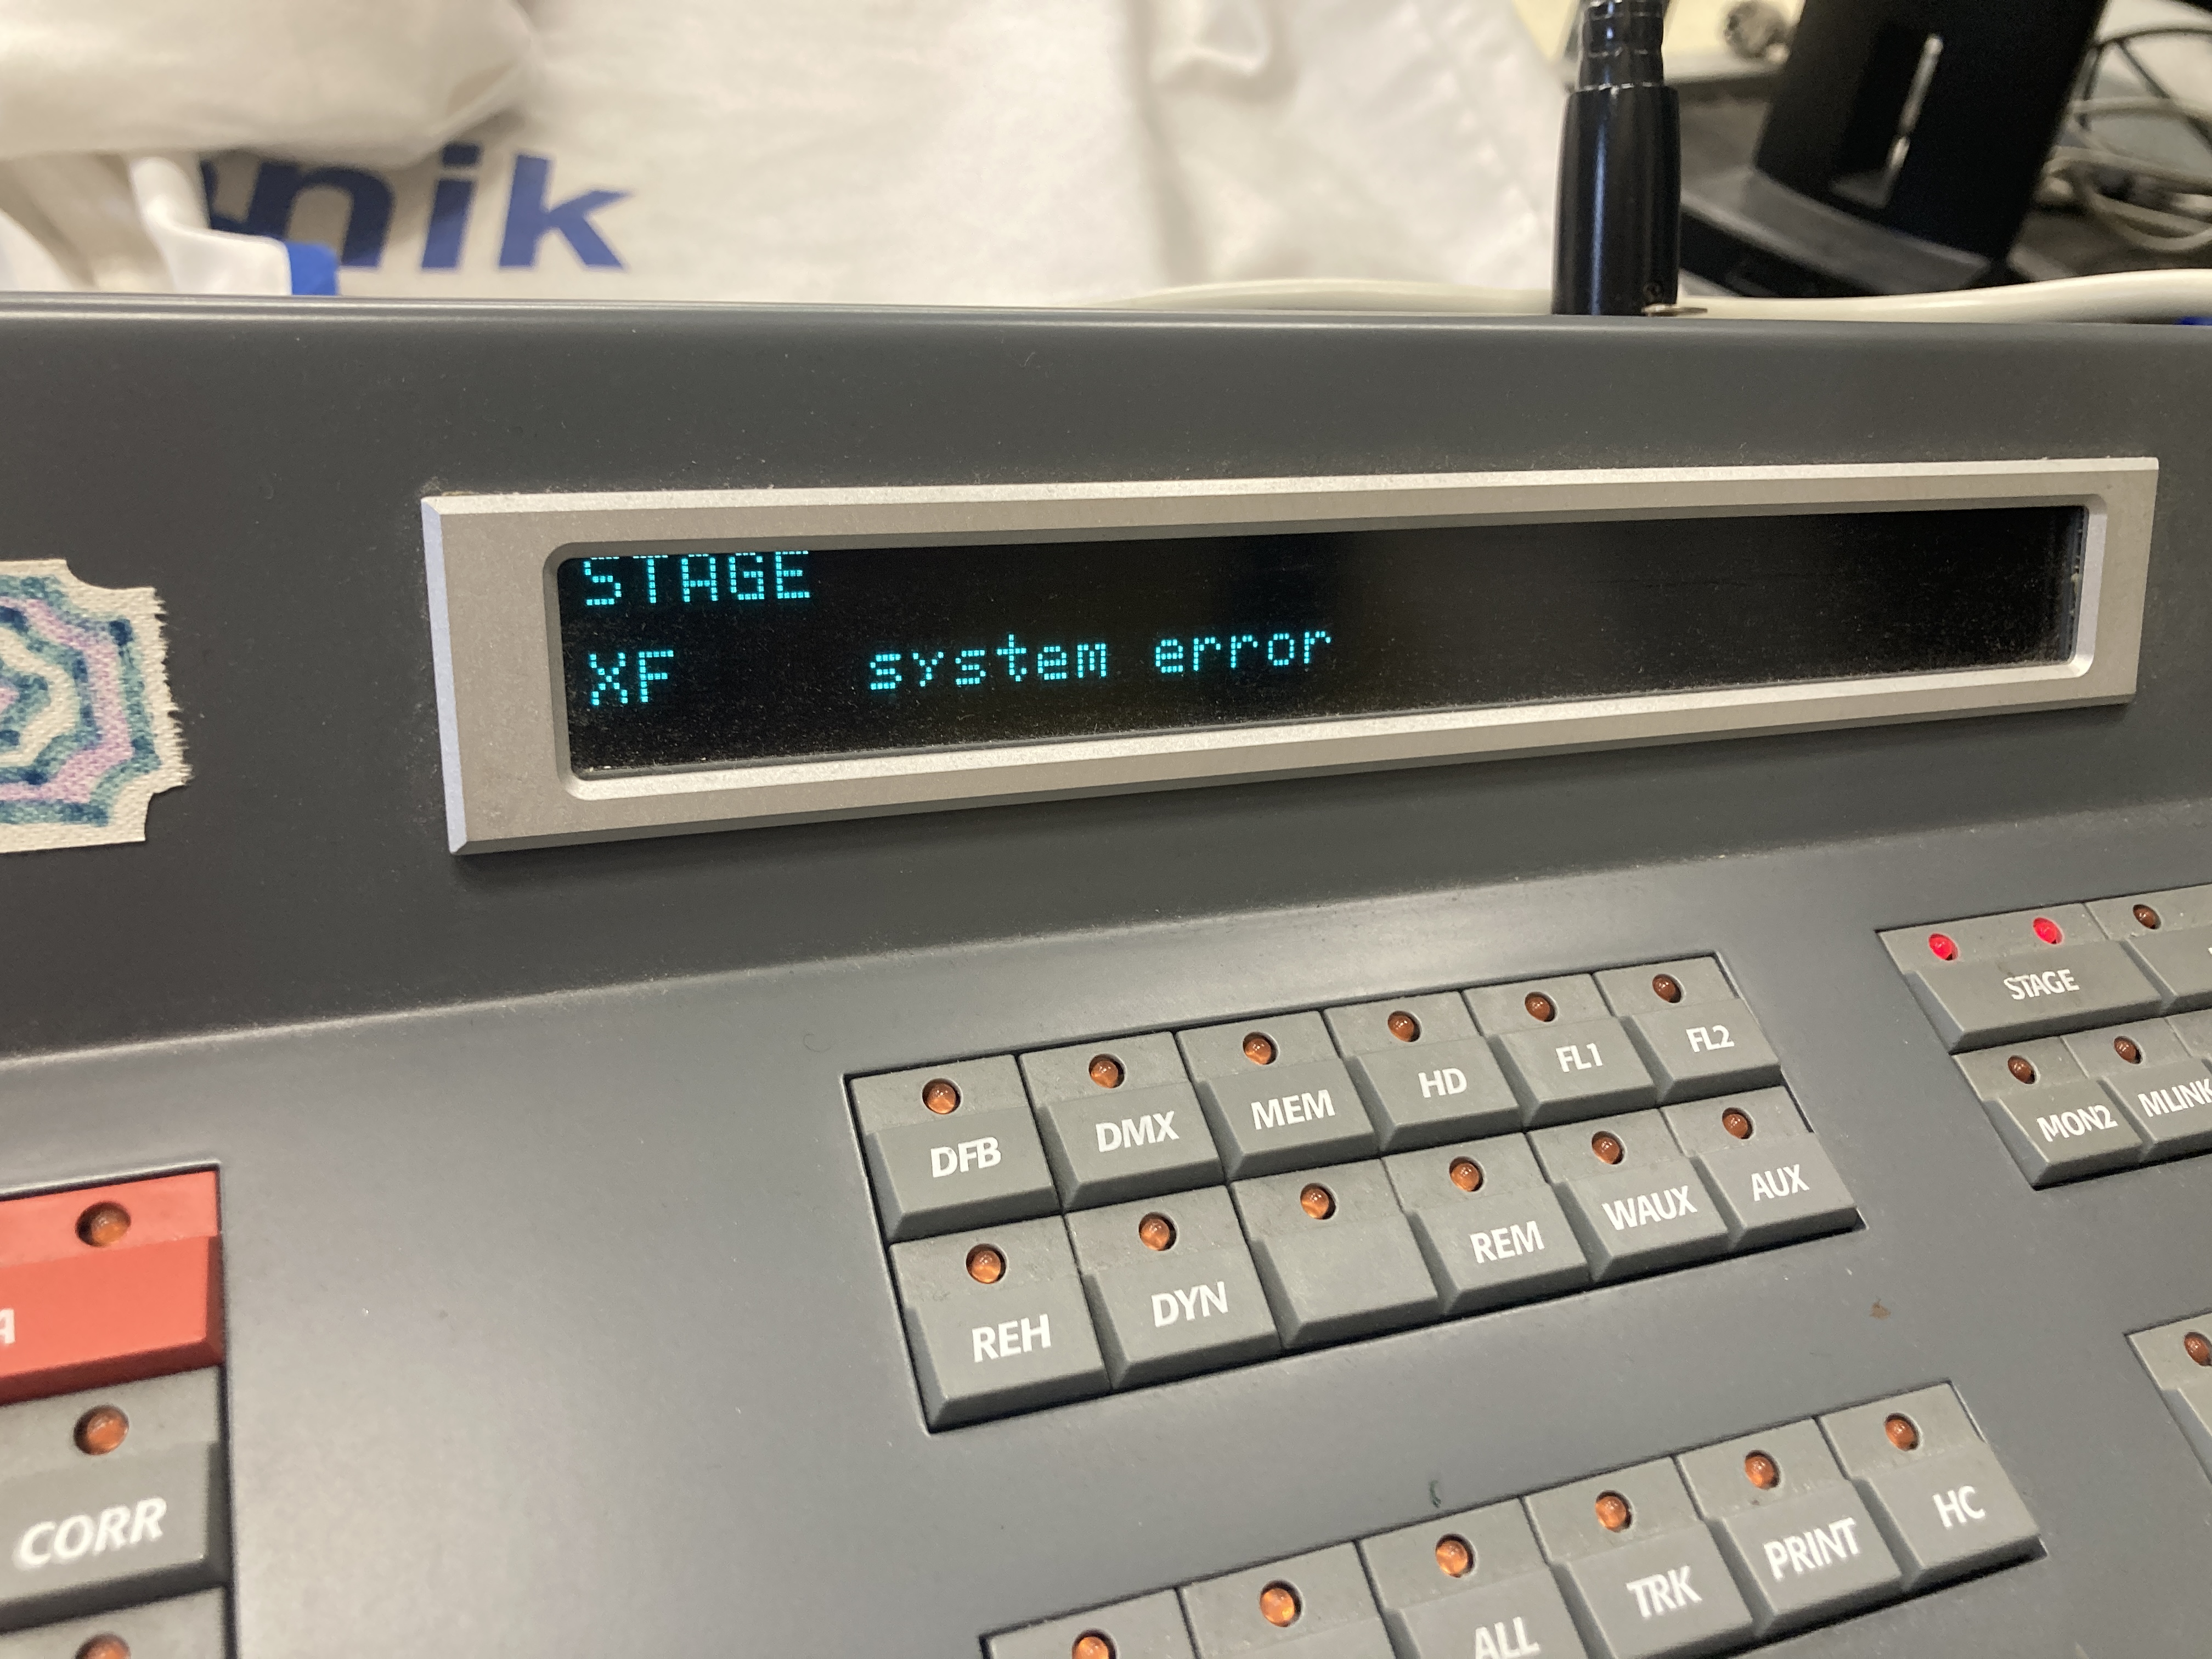 nik
STAGE
XF system error
STAGE
DFB DMX MEM HD FL1 FL2
MON2 MLINK
REH DYN REM WAUX AUX
A
CORR
ALL TRK PRINT HC